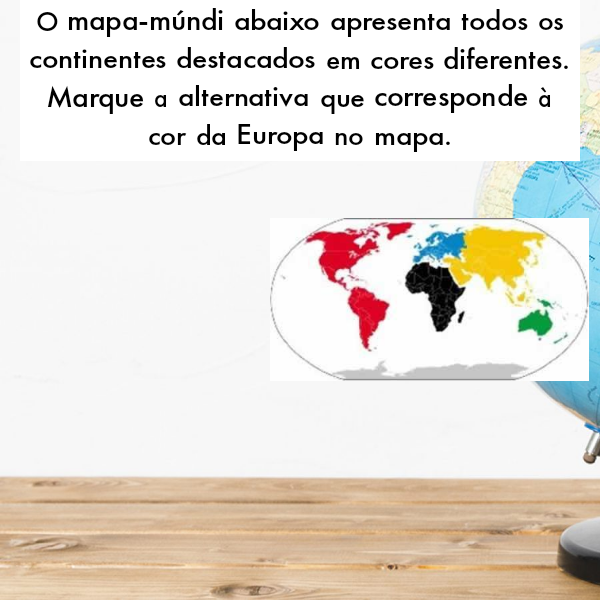 O mapa-múndi abaixo apresenta todos os
continentes destacados em cores diferentes.
Marque a alternativa que corresponde à
cor da Europa no mapa.